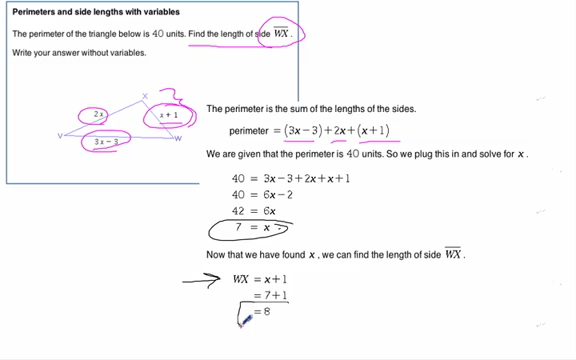 Perimeters and side lengths with variables
The perimeter of the triangle below is 40 units. Find the length of side WX.
Write your answer without variables.
X
2x
x + 1
V
3x − 3
W
The perimeter is the sum of the lengths of the sides.
perimeter = (3x − 3) + 2x + (x + 1)
We are given that the perimeter is 40 units. So we plug this in and solve for x.
40 = 3x − 3 + 2x + x + 1
40 = 6x − 2
42 = 6x
7 = x
Now that we have found x, we can find the length of side WX.
WX = x + 1
= 7 + 1
= 8